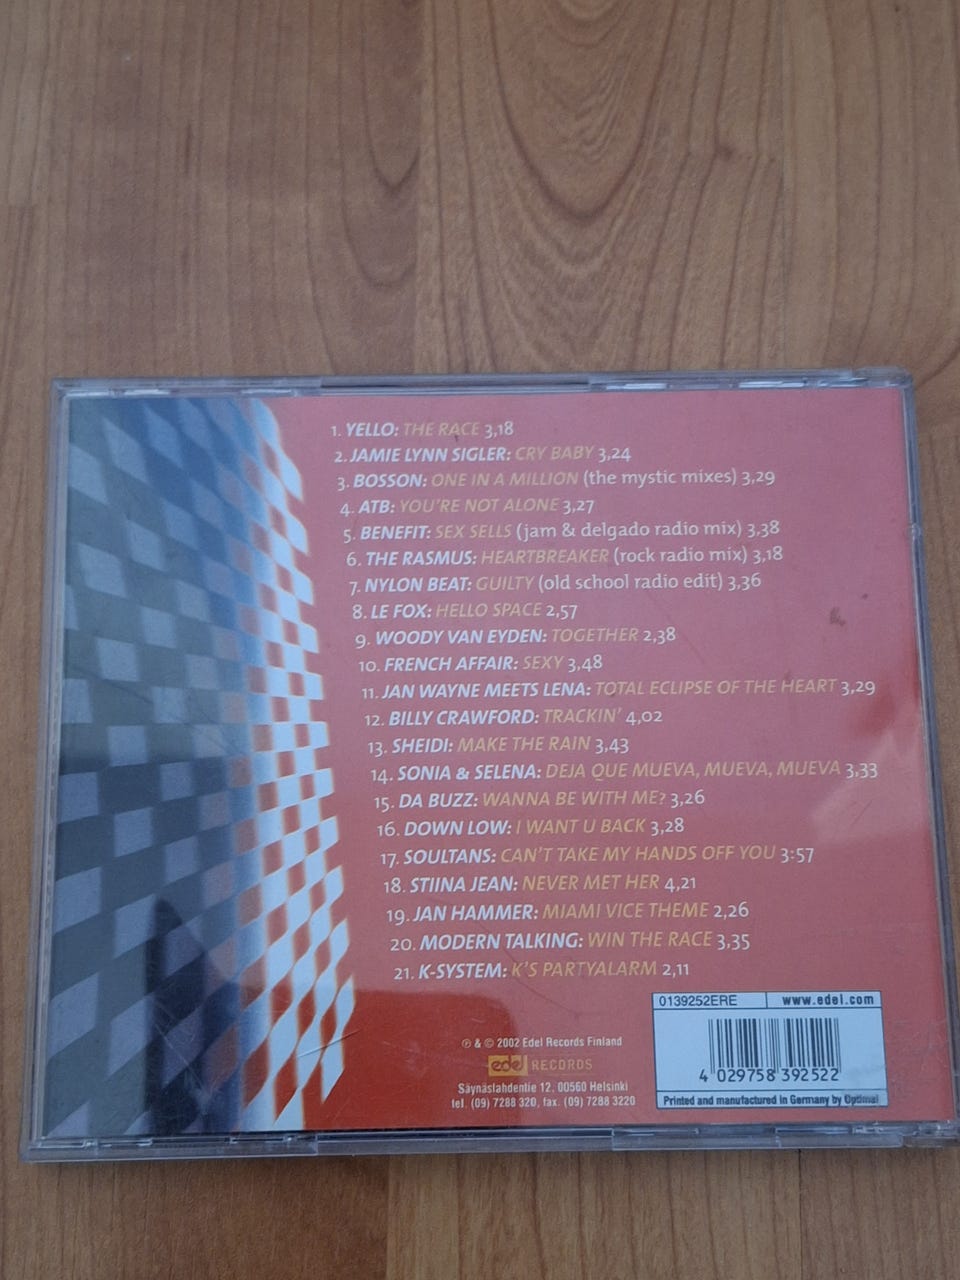 1. YELLO: THE RACE 3,18
2. JAMIE LYNN SIGLER: CRY BABY 3,24
3. BOSSON: ONE IN A MILLION (the mystic mixes) 3,29
4. ATB: YOU'RE NOT ALONE 3,27
5. BENEFIT: SEX SELLS (jam & delgado radio mix) 3,38
6. THE RASMUS: HEARTBREAKER (rock radio mix) 3,18
7. NYLON BEAT: GUILTY (old school radio edit) 3,36
8. LE FOX: HELLO SPACE 2,57
9. WOODY VAN EYDEN: TOGETHER 2,38
10. FRENCH AFFAIR: SEXY 3,48
11. JAN WAYNE MEETS LENA: TOTAL ECLIPSE OF THE HEART 3,29
12. BILLY CRAWFORD: TRACKIN' 4,02
13. SHEIDI: MAKE THE RAIN 3,43
14. SONIA & SELENA: DEJA QUE MUEVA, MUEVA, MUEVA 3,33
15. DA BUZZ: WANNA BE WITH ME? 3,26
16. DOWN LOW: I WANT U BACK 3,28
17. SOULTANS: CAN'T TAKE MY HANDS OFF YOU 3:57
18. STIINA JEAN: NEVER MET HER 4,21
19. JAN HAMMER: MIAMI VICE THEME 2,26
20. MODERN TALKING: WIN THE RACE 3,35
21. K-SYSTEM: K'S PARTYALARM 2,11
℗ & © 2002 Edel Records Finland
edel RECORDS
Säynäslahdentie 12, 00560 Helsinki
tel. (09) 7288 320, fax. (09) 7288 3220
0139252ERE www.edel.com
4 029758 392522
Printed and manufactured in Germany by Optimal